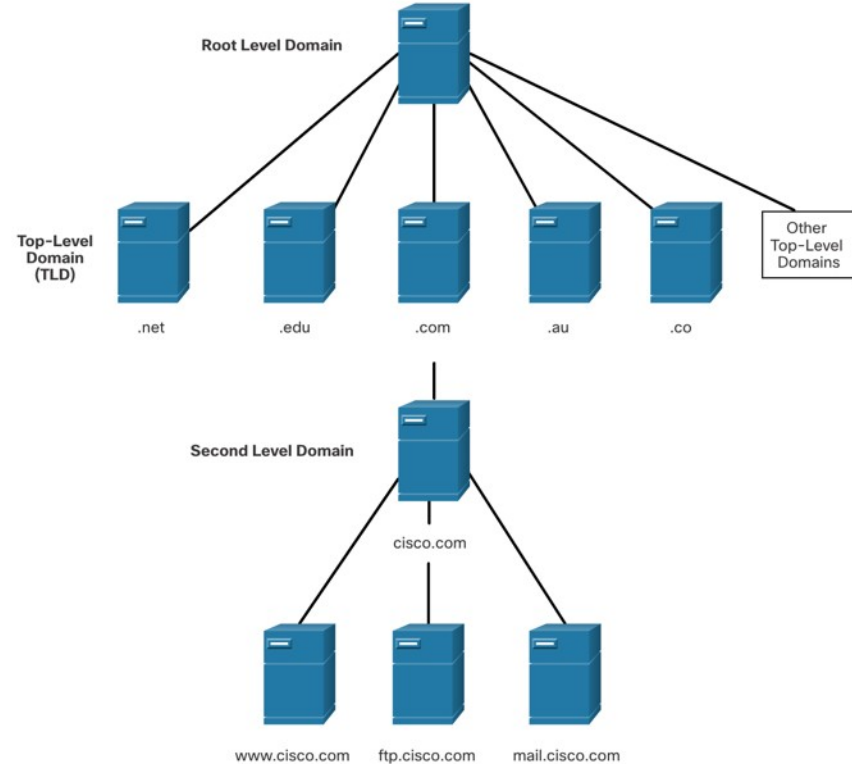 Root Level Domain
Top-Level
Domain
(TLD)
Other
Top-Level
Domains
.net
.edu
.com
.au
.co
Second Level Domain
cisco.com
www.cisco.com
ftp.cisco.com
mail.cisco.com